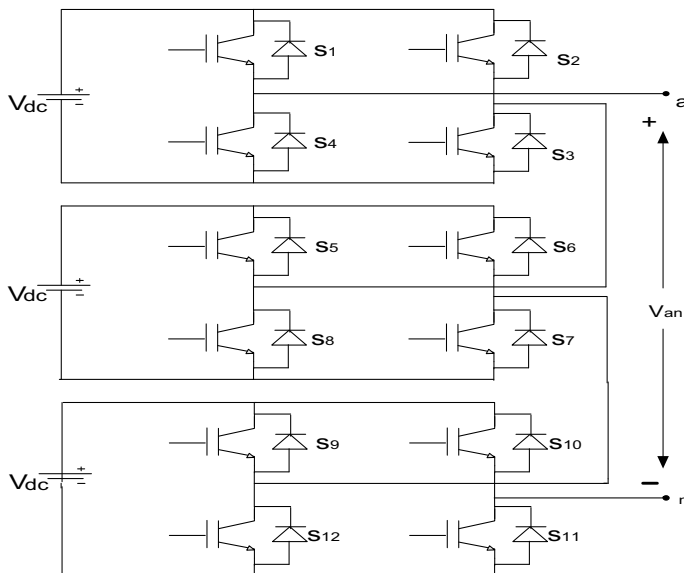 S1
S2
Vdc
+
−
a
+
S4
S3
S5
S6
Vdc
+
−
Van
S8
S7
S9
S10
Vdc
+
−
−
S12
S11